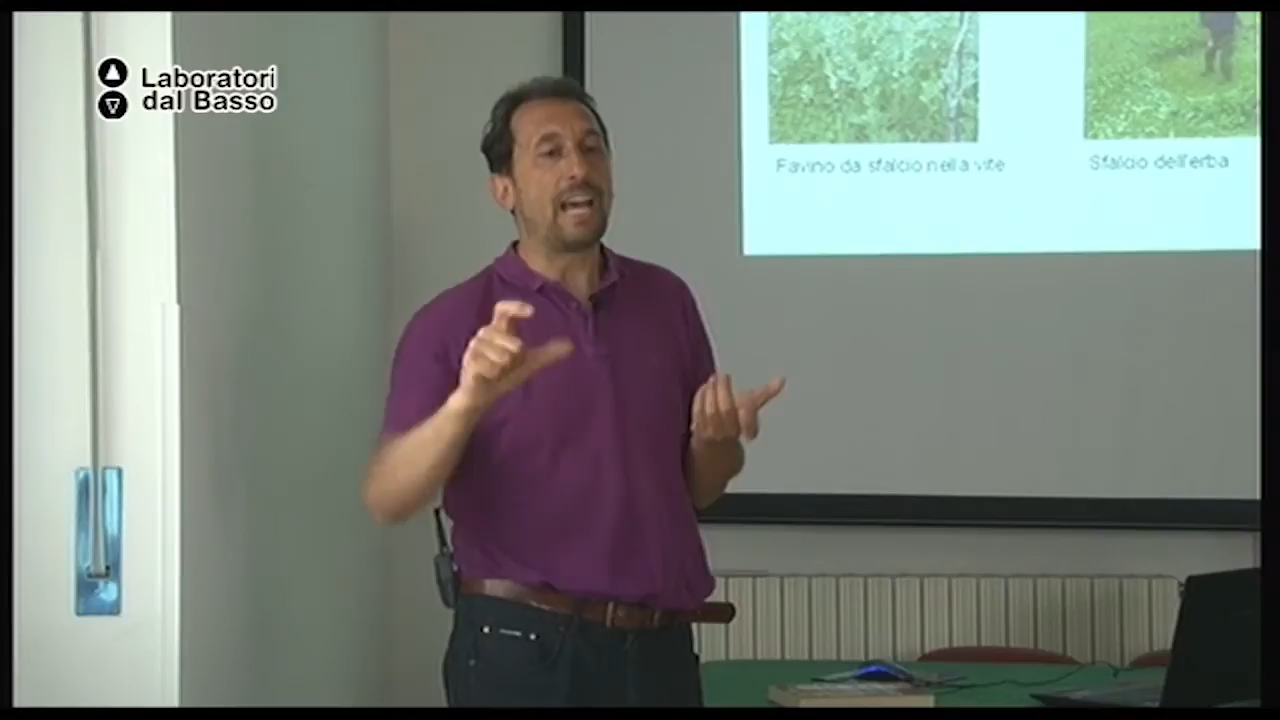 Laboratori
dal Basso
Favino da sfalcio nella vite
Sfalcio dell'erba